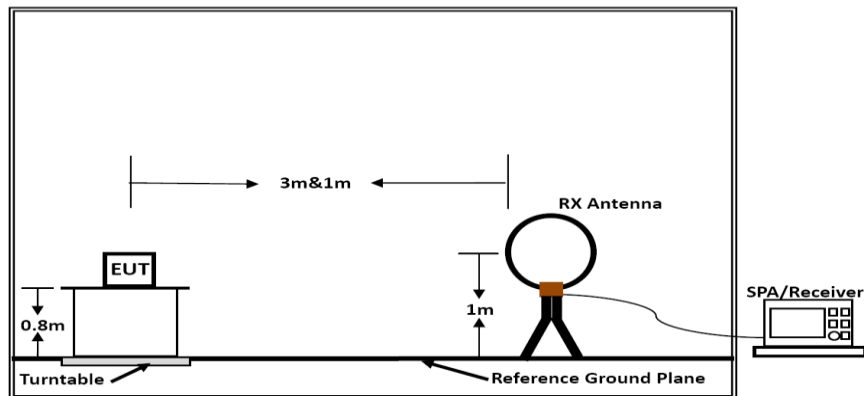 3m&1m
RX Antenna
EUT
SPA/Receiver
0.8m
1m
Turntable
Reference Ground Plane